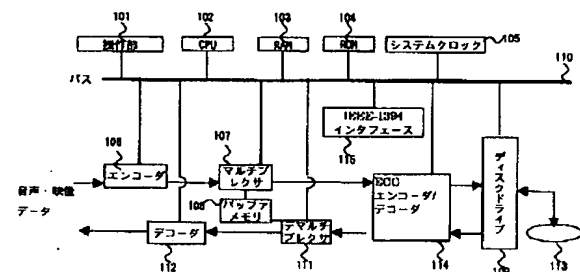 101
102
103
104
操作部
CPU
RAM
ROM
システムクロック
105
バス
110
IEEE-1394
インタフェース
115
106
エンコーダ
107
マルチプ
レクサ
108
バッファ
メモリ
音声・映像
データ
デコーダ
112
デマルチ
プレクサ
111
ECC
エンコーダ/
デコーダ
114
ディスクドライブ
109
113